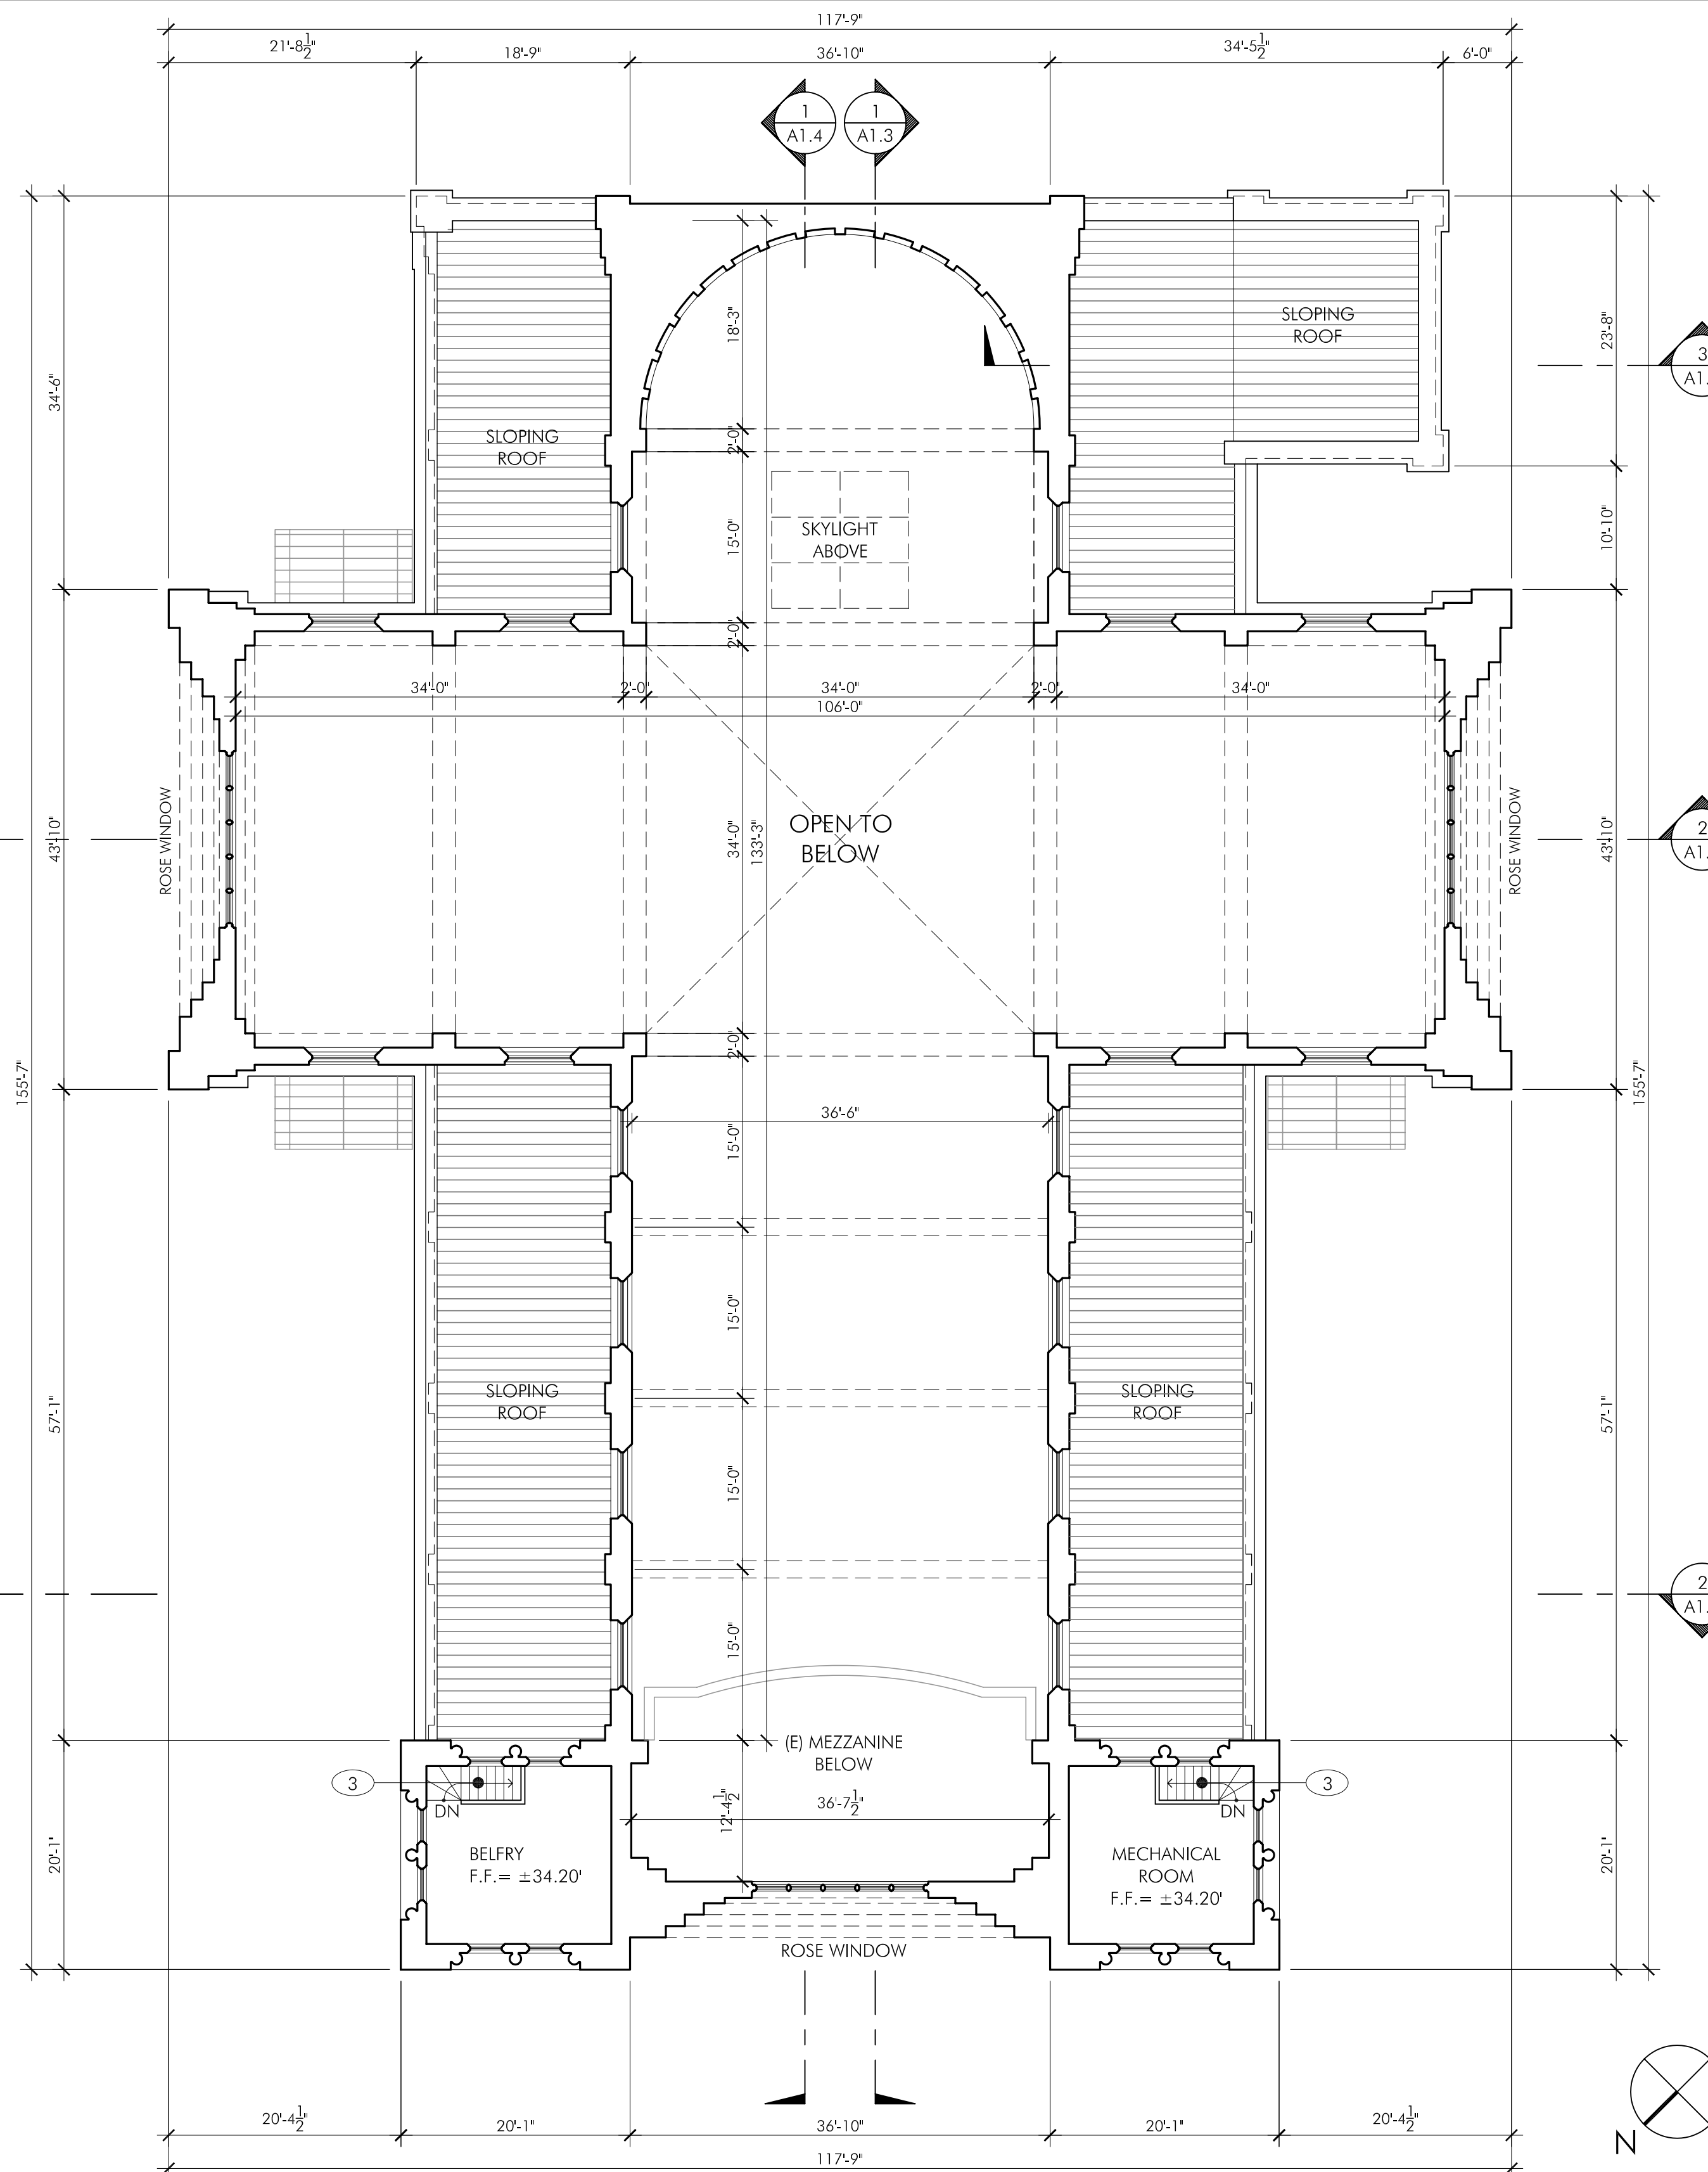 117'-9"
21'-8 1/2"
18'-9"
36'-10"
34'-5 1/2"
6'-0"
1
A1.4
1
A1.3
SLOPING
ROOF
18'-3"
23'-8"
3
34'-6"
SLOPING
ROOF
2'-0"
SKYLIGHT
ABOVE
15'-0"
10'-10"
2'-0"
34'-0"
2'-0"
34'-0"
2'-0"
34'-0"
106'-0"
ROSE WINDOW
43'-10"
OPEN TO
BELOW
34'-0"
133'-3"
ROSE WINDOW
43'-10"
2
155'-7"
155'-7"
2'-0"
36'-6"
15'-0"
15'-0"
SLOPING
ROOF
SLOPING
ROOF
57'-1"
57'-1"
15'-0"
2
15'-0"
(E) MEZZANINE
BELOW
3
DN
36'-7 1/2"
12'-4 1/2"
DN
3
20'-1"
BELFRY
F.F.= ±34.20'
MECHANICAL
ROOM
F.F.= ±34.20'
20'-1"
ROSE WINDOW
20'-4 1/2"
20'-1"
36'-10"
20'-1"
20'-4 1/2"
N
117'-9"